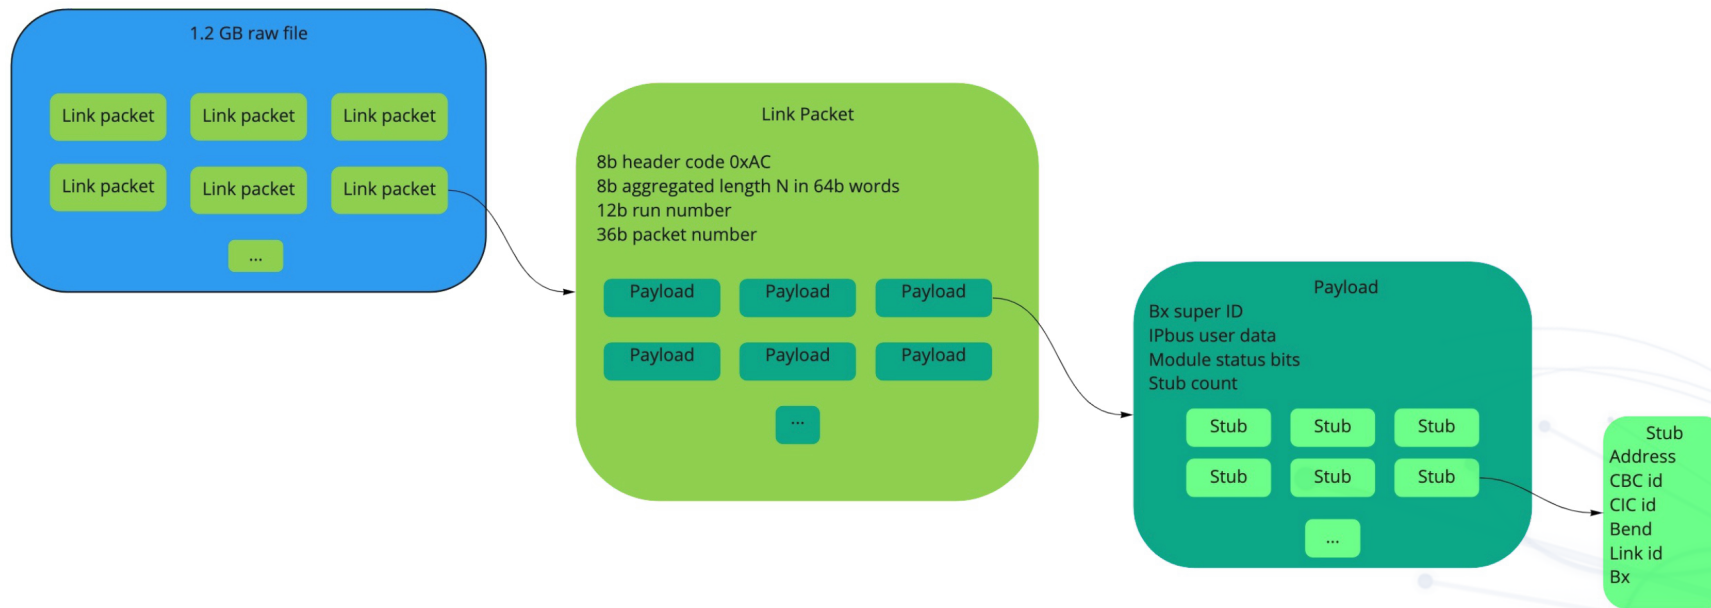 1.2 GB raw file
Link packet Link packet Link packet
Link packet Link packet Link packet
...
Link Packet
8b header code 0xAC
8b aggregated length N in 64b words
12b run number
36b packet number
Payload Payload Payload
Payload Payload Payload
...
Payload
Bx super ID
IPbus user data
Module status bits
Stub count
Stub Stub Stub
Stub Stub Stub
...
Stub
Address
CBC id
CIC id
Bend
Link id
Bx